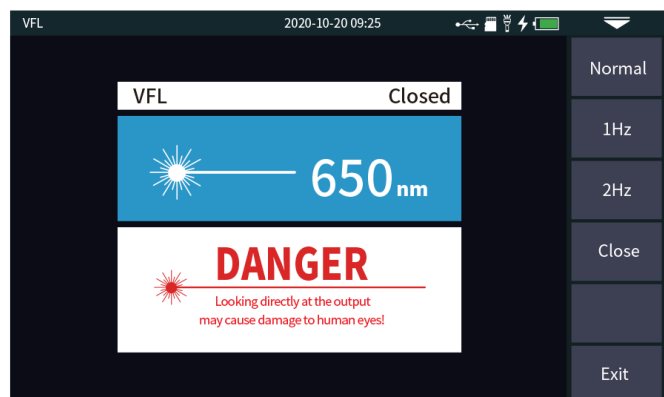 VFL 2020-10-20 09:25
VFL Closed
650nm
DANGER
Looking directly at the output
may cause damage to human eyes!
Normal
1Hz
2Hz
Close
Exit